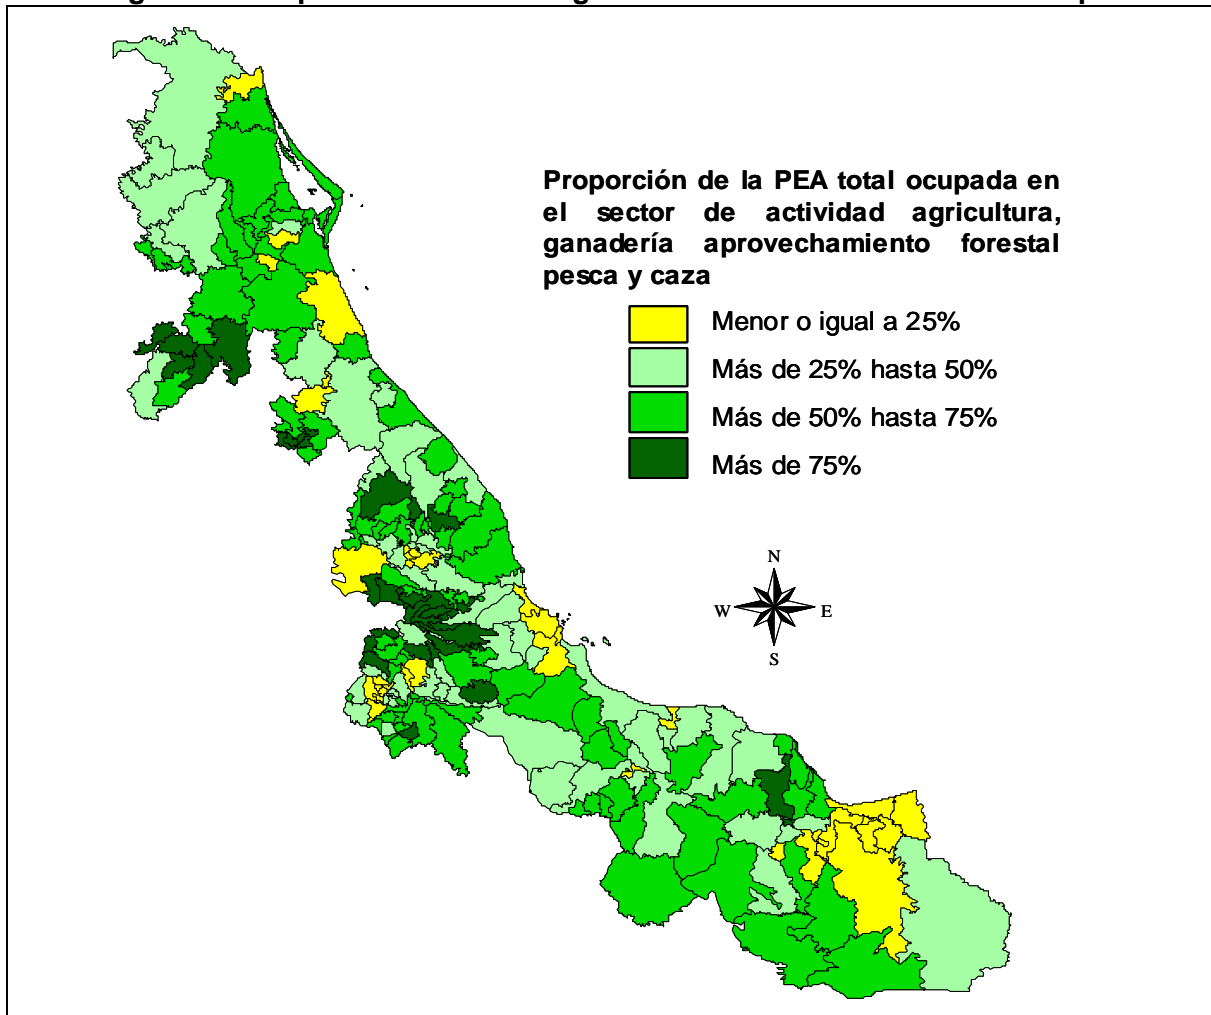 Proporción de la PEA total ocupada en
el sector de actividad agricultura,
ganadería aprovechamiento forestal
pesca y caza
Menor o igual a 25%
Más de 25% hasta 50%
Más de 50% hasta 75%
Más de 75%
N
W E
S